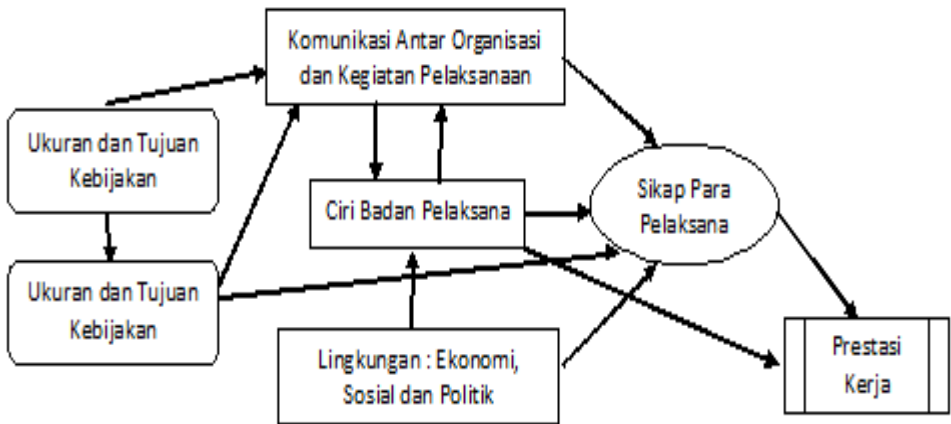 Komunikasi Antar Organisasi
dan Kegiatan Pelaksanaan
Ukuran dan Tujuan
Kebijakan
Ciri Badan Pelaksana
Sikap Para
Pelaksana
Ukuran dan Tujuan
Kebijakan
Lingkungan : Ekonomi,
Sosial dan Politik
Prestasi
Kerja